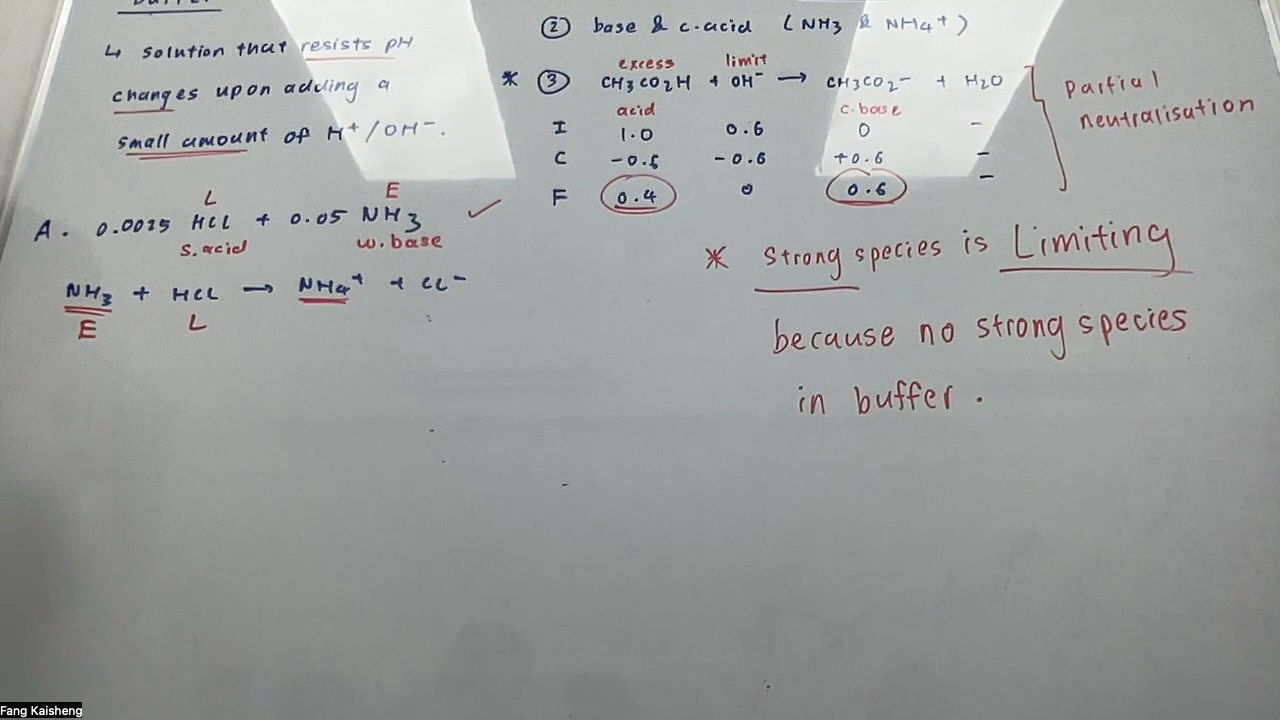 Buffer
↳ solution that resists pH
changes upon adding a
small amount of H⁺/OH⁻.
② base & c.acid (NH3 & NH4⁺)
excess limit
* ③ CH3CO2H + OH⁻ → CH3CO2⁻ + H2O
acid c.base
I 1.0 0.6 0 -
C -0.6 -0.6 +0.6 -
F 0.4 0 0.6 -
Partial
neutralisation
L E
A. 0.0025 HCl + 0.05 NH3 ✓
s.acid w.base
NH3 + HCl → NH4⁺ + Cl⁻
E L
* strong species is Limiting
because no strong species
in buffer.
Fang Kaisheng